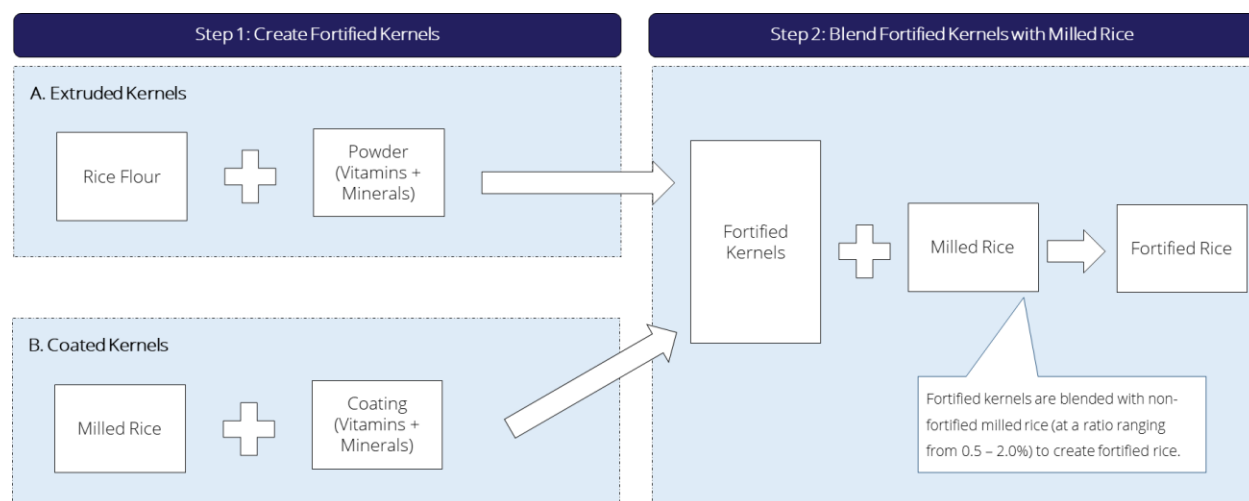 Step 1: Create Fortified Kernels
A. Extruded Kernels
Rice Flour
Powder
(Vitamins +
Minerals)
B. Coated Kernels
Milled Rice
Coating
(Vitamins +
Minerals)
Step 2: Blend Fortified Kernels with Milled Rice
Fortified
Kernels
Milled Rice
Fortified Rice
Fortified kernels are blended with non-
fortified milled rice (at a ratio ranging
from 0.5 – 2.0%) to create fortified rice.